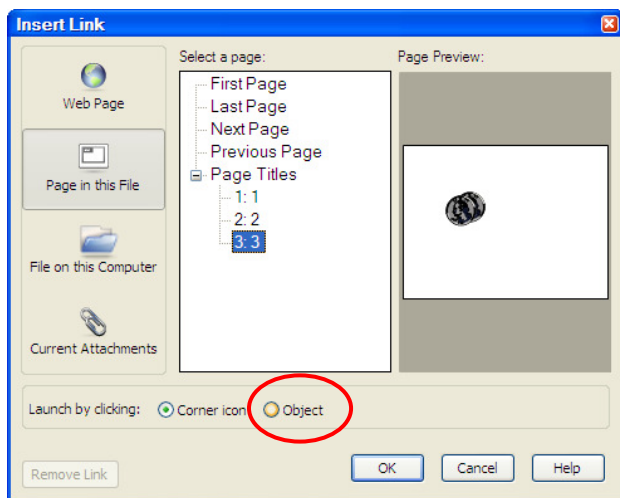 Insert Link
Web Page
Page in this File
File on this Computer
Current Attachments
Select a page:
First Page
Last Page
Next Page
Previous Page
Page Titles
1: 1
2: 2
3: 3
Page Preview:
Launch by clicking: Corner icon Object
Remove Link OK Cancel Help